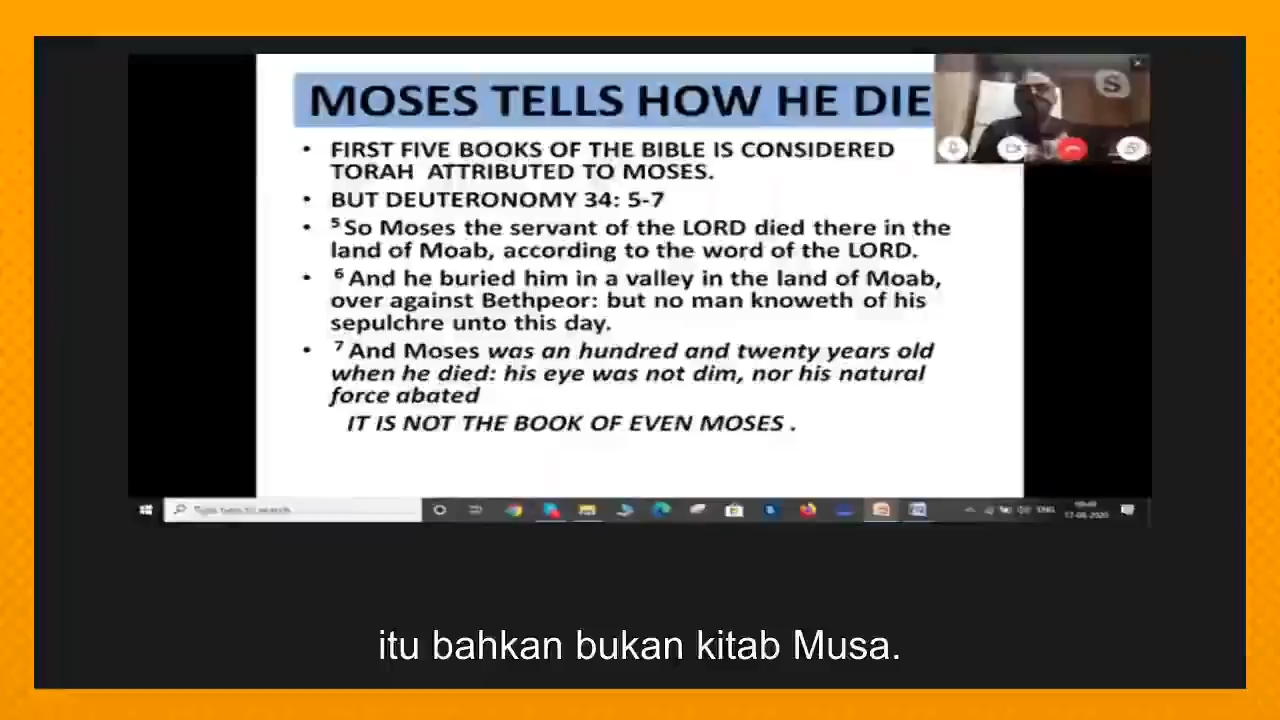 MOSES TELLS HOW HE DIE
• FIRST FIVE BOOKS OF THE BIBLE IS CONSIDERED
TORAH ATTRIBUTED TO MOSES.
• BUT DEUTERONOMY 34: 5-7
• ⁵ So Moses the servant of the LORD died there in the
land of Moab, according to the word of the LORD.
• ⁶ And he buried him in a valley in the land of Moab,
over against Bethpeor: but no man knoweth of his
sepulchre unto this day.
• ⁷ And Moses was an hundred and twenty years old
when he died: his eye was not dim, nor his natural
force abated
IT IS NOT THE BOOK OF EVEN MOSES .
Type here to search
ENG
itu bahkan bukan kitab Musa.